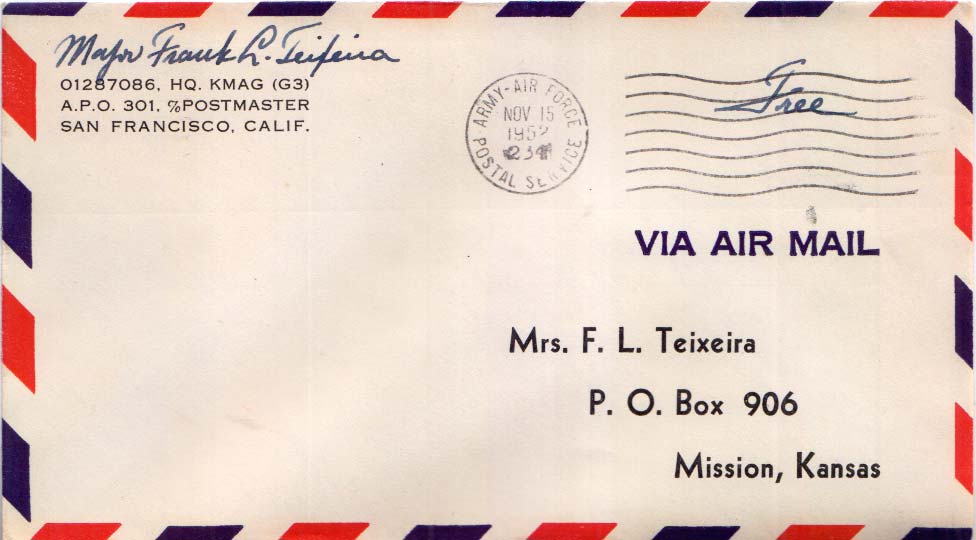 Major Frank L. Teixeira
01287086, HQ. KMAG (G3)
A.P.O. 301, %POSTMASTER
SAN FRANCISCO, CALIF.
ARMY-AIR FORCE
NOV 15
1952
POSTAL SERVICE
Free
VIA AIR MAIL
Mrs. F. L. Teixeira
P. O. Box 906
Mission, Kansas